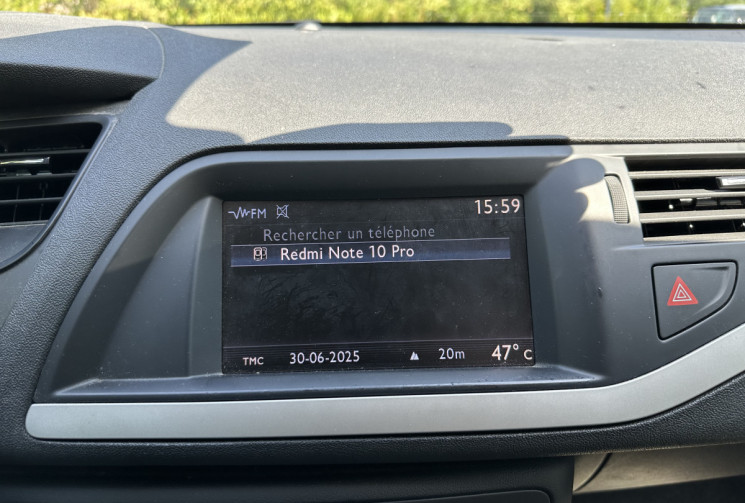 FM 15:59
Rechercher un téléphone
Redmi Note 10 Pro
TMC 30-06-2025 20m 47° C